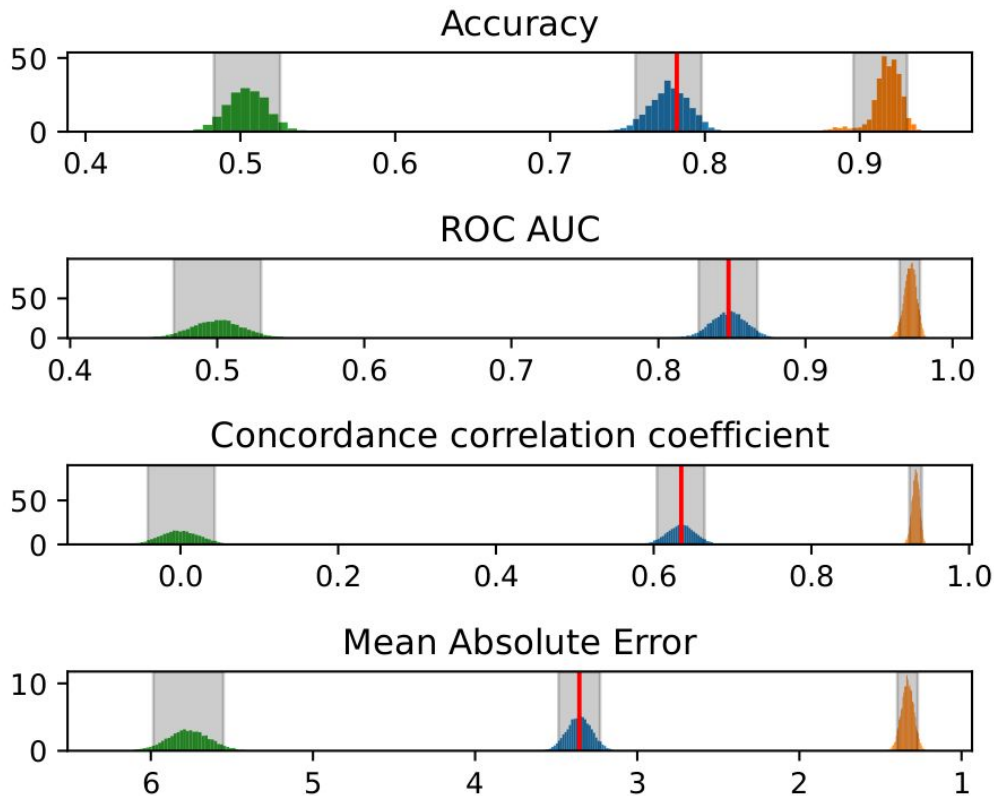 Accuracy
50
0
0.4 0.5 0.6 0.7 0.8 0.9
ROC AUC
50
0
0.4 0.5 0.6 0.7 0.8 0.9 1.0
Concordance correlation coefficient
50
0
0.0 0.2 0.4 0.6 0.8 1.0
Mean Absolute Error
10
0
6 5 4 3 2 1